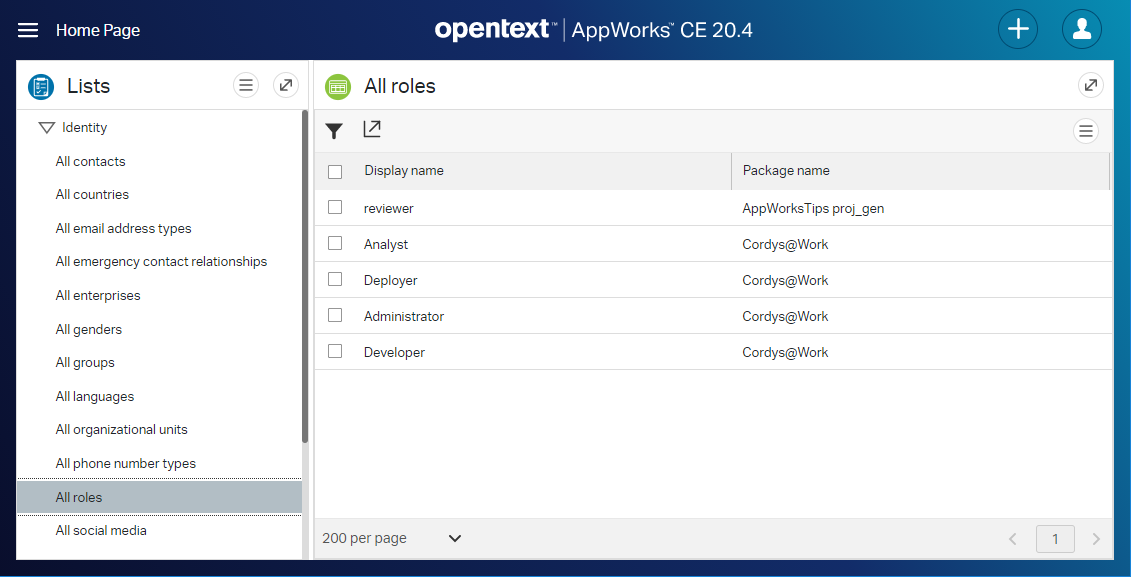 Home Page
opentext™ | AppWorks™ CE 20.4
Lists
Identity
All contacts
All countries
All email address types
All emergency contact relationships
All enterprises
All genders
All groups
All languages
All organizational units
All phone number types
All roles
All social media
All roles
Display name Package name
reviewer AppWorksTips proj_gen
Analyst Cordys@Work
Deployer Cordys@Work
Administrator Cordys@Work
Developer Cordys@Work
200 per page 1